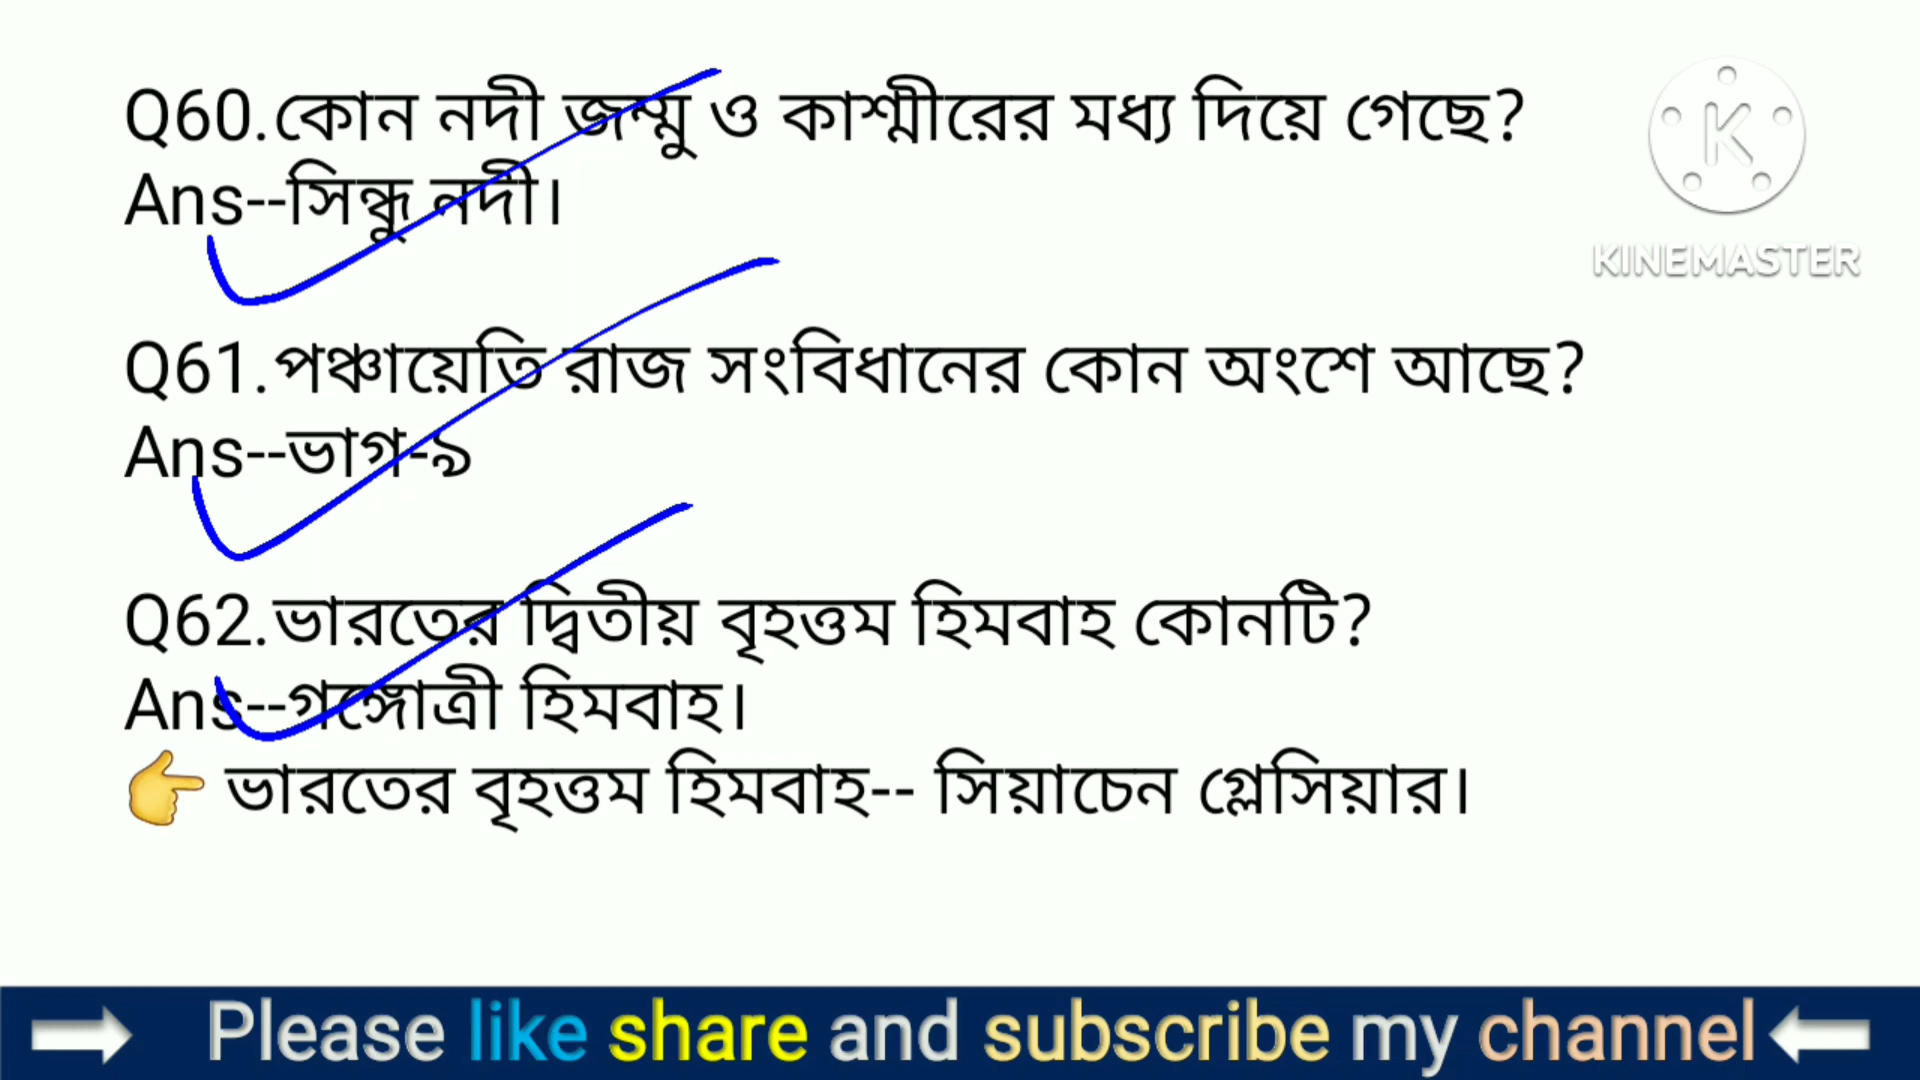 Q60.কোন নদী জম্মু ও কাশ্মীরের মধ্য দিয়ে গেছে?
Ans--সিন্ধু নদী।
K
KINEMASTER
Q61.পঞ্চায়েতি রাজ সংবিধানের কোন অংশে আছে?
Ans--ভাগ-৯
Q62.ভারতের দ্বিতীয় বৃহত্তম হিমবাহ কোনটি?
Ans--গঙ্গোত্রী হিমবাহ।
👉 ভারতের বৃহত্তম হিমবাহ-- সিয়াচেন গ্লেসিয়ার।
Please like share and subscribe my channel